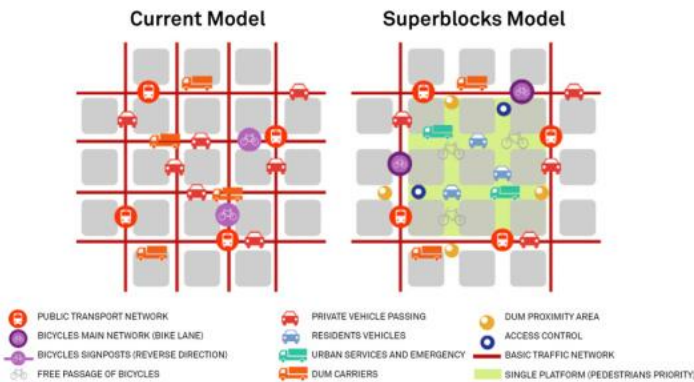 Current Model
Superblocks Model
PUBLIC TRANSPORT NETWORK
BICYCLES MAIN NETWORK (BIKE LANE)
BICYCLES SIGNPOSTS (REVERSE DIRECTION)
FREE PASSAGE OF BICYCLES
PRIVATE VEHICLE PASSING
RESIDENTS VEHICLES
URBAN SERVICES AND EMERGENCY
DUM CARRIERS
DUM PROXIMITY AREA
ACCESS CONTROL
BASIC TRAFFIC NETWORK
SINGLE PLATFORM (PEDESTRIANS PRIORITY)